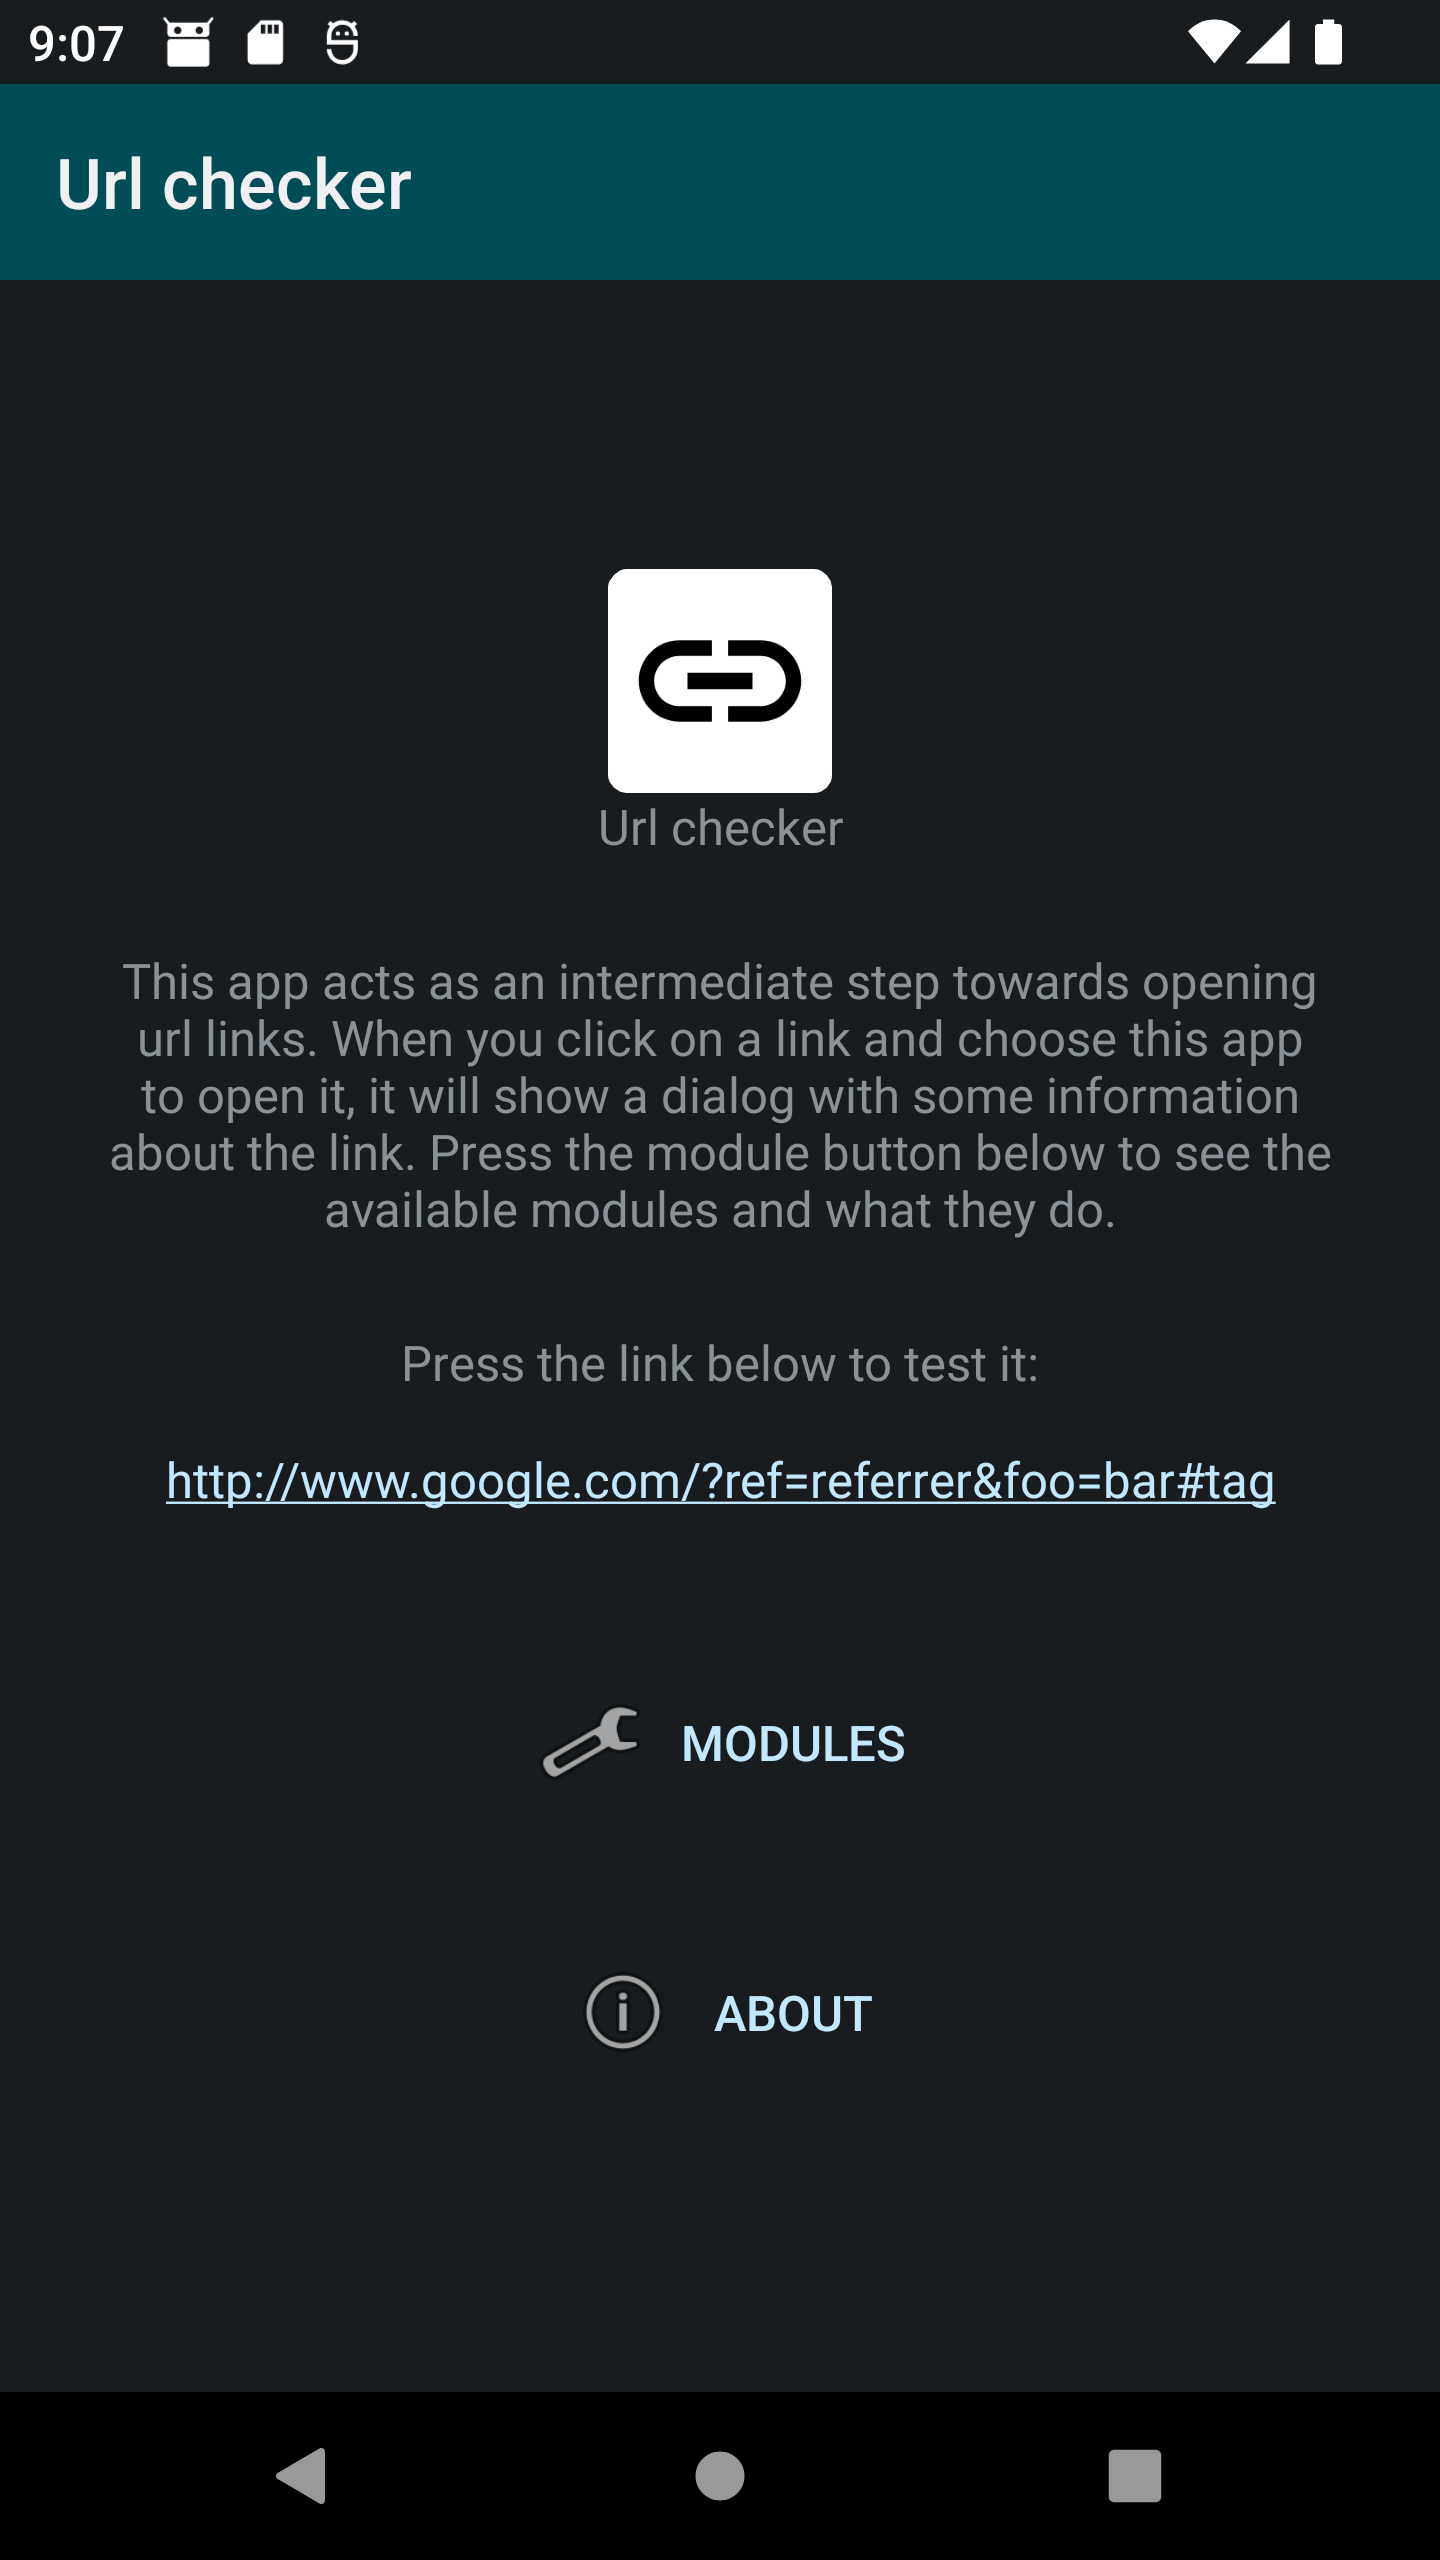 9:07
Url checker
Url checker
This app acts as an intermediate step towards opening
url links. When you click on a link and choose this app
to open it, it will show a dialog with some information
about the link. Press the module button below to see the
available modules and what they do.
Press the link below to test it:
http://www.google.com/?ref=referrer&foo=bar#tag
MODULES
ABOUT